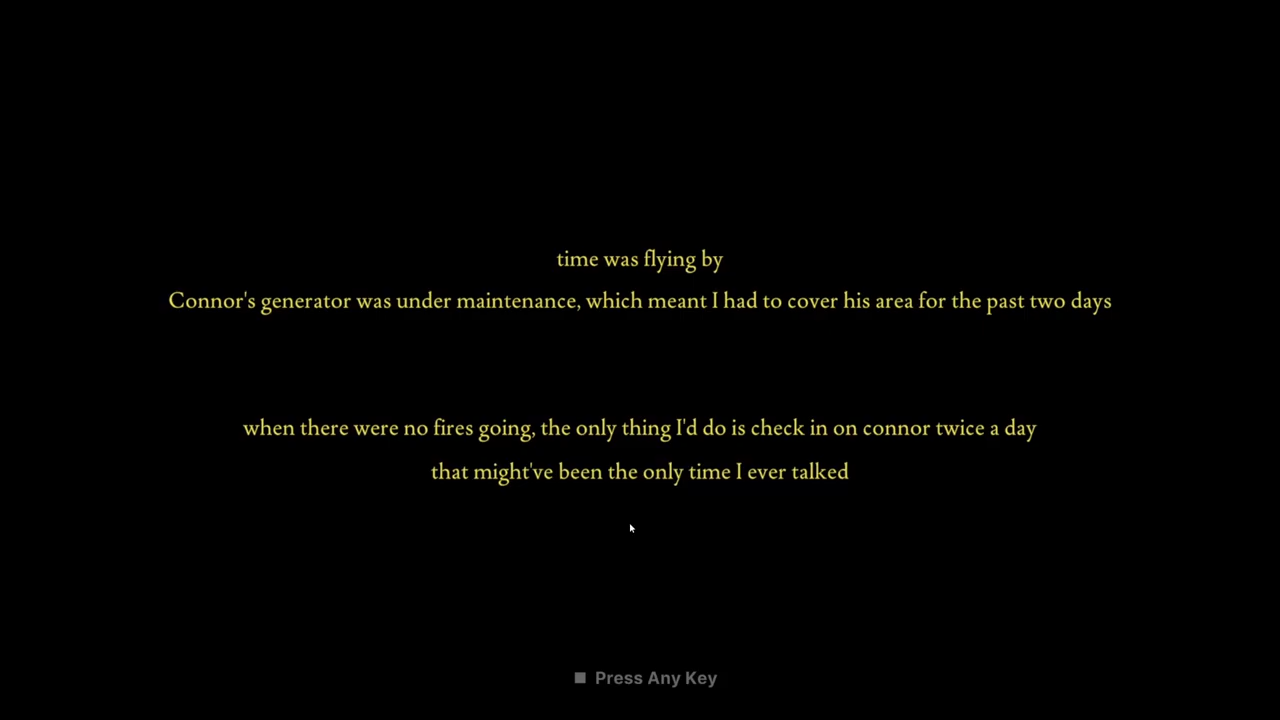 time was flying by
Connor's generator was under maintenance, which meant I had to cover his area for the past two days
when there were no fires going, the only thing I'd do is check in on connor twice a day
that might've been the only time I ever talked
Press Any Key